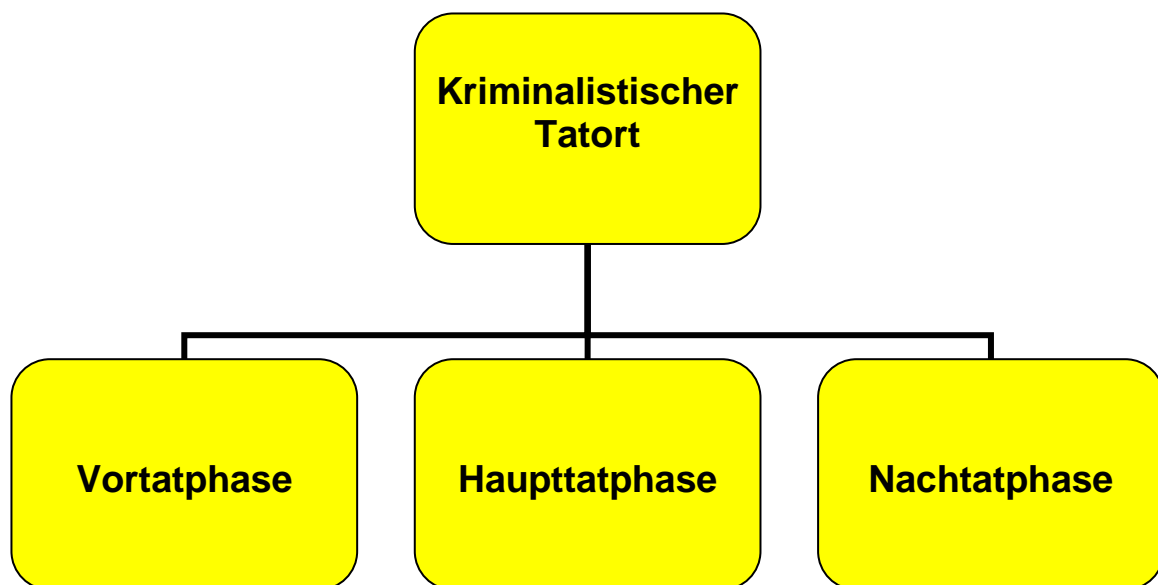 Kriminalistischer
Tatort
Vortatphase
Haupttatphase
Nachtatphase